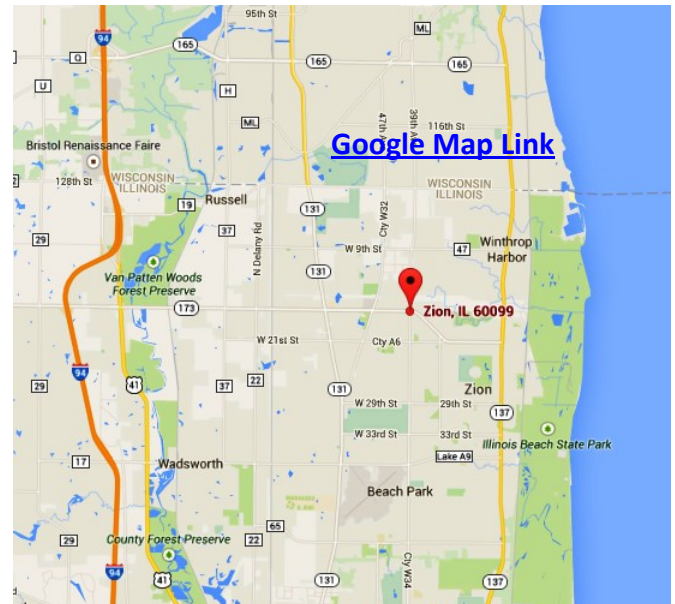 95th St
ML
94
165
165
165
Q
U
H
47th A
39th A
ML
116th St
Google Map Link
Bristol Renaissance Faire
128th St
WISCONSIN
ILLINOIS
WISCONSIN
ILLINOIS
Russell
19
131
Cty W32
29
37
N Delany Rd
W 9th St
47
Winthrop
Harbor
131
Van Patten Woods
Forest Preserve
173
Zion, IL 60099
W 21st St
Cty A6
94
29
41
37
22
131
Zion
W 29th St
29th St
137
W 33rd St
33rd St
Illinois Beach State Park
17
Wadsworth
Lake A9
Beach Park
65
29
County Forest Preserve
Cty W34
94
41
131
137